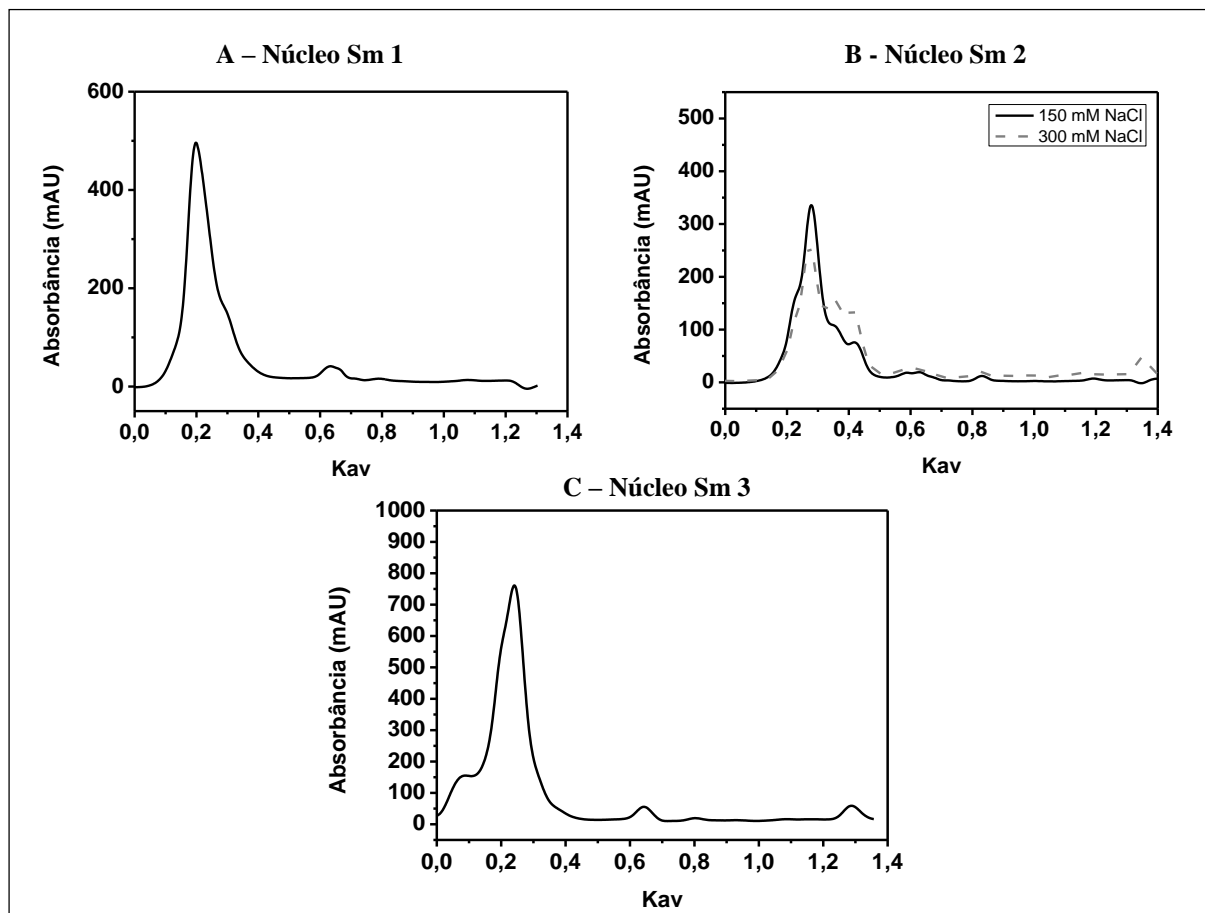 A – Núcleo Sm 1
600
400
200
0
0,0 0,2 0,4 0,6 0,8 1,0 1,2 1,4
Absorbância (mAU)
Kav
B - Núcleo Sm 2
150 mM NaCl
300 mM NaCl
500
400
300
200
100
0
0,0 0,2 0,4 0,6 0,8 1,0 1,2 1,4
Absorbância (mAU)
Kav
C – Núcleo Sm 3
1000
900
800
700
600
500
400
300
200
100
0
0,0 0,2 0,4 0,6 0,8 1,0 1,2 1,4
Absorbância (mAU)
Kav